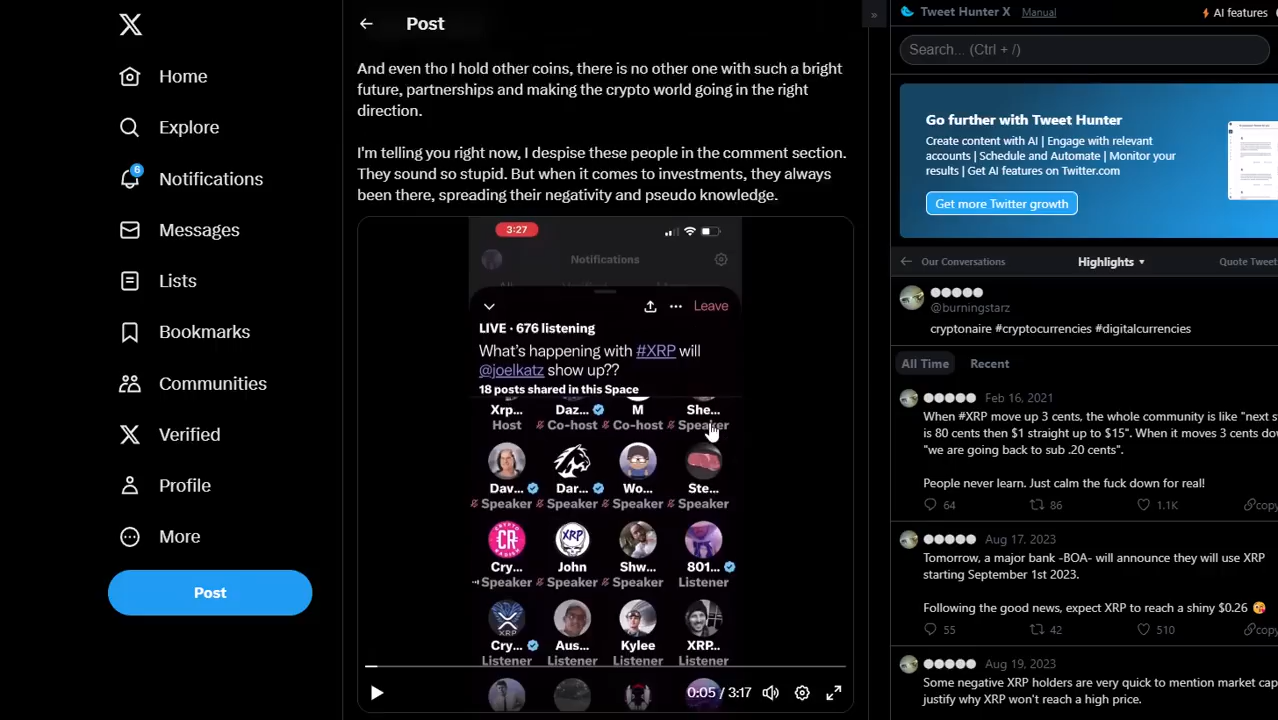 Home
Explore
6
Notifications
Messages
Lists
Bookmarks
Communities
Verified
Profile
More
Post
Post
And even tho I hold other coins, there is no other one with such a bright
future, partnerships and making the crypto world going in the right
direction.
I'm telling you right now, I despise these people in the comment section.
They sound so stupid. But when it comes to investments, they always
been there, spreading their negativity and pseudo knowledge.
3:27
Notifications
Leave
LIVE · 676 listening
What's happening with #XRP will
@joelkatz show up??
18 posts shared in this Space
Xrp... Daz... M She...
Host Co-host Co-host Speaker
Dav... Dar... Wo... Ste...
Speaker Speaker Speaker Speaker
CRYPTO
CR
XRP
Cry... John Shw... 801...
Speaker Speaker Speaker Listener
XRP
Cry... Aus... Kylee XRP...
Listener Listener Listener Listener
0:05 / 3:17
»
Tweet Hunter X Manual
AI features
Search... (Ctrl + /)
Go further with Tweet Hunter
Create content with AI | Engage with relevant
accounts | Schedule and Automate | Monitor your
results | Get AI features on Twitter.com
Get more Twitter growth
Our Conversations Highlights Quote Tweet
@burningstarz
cryptonaire #cryptocurrencies #digitalcurrencies
All Time Recent
Feb 16, 2021
When #XRP move up 3 cents, the whole community is like "next s
is 80 cents then $1 straight up to $15". When it moves 3 cents do
"we are going back to sub .20 cents".
People never learn. Just calm the fuck down for real!
64 86 1.1K copy
Aug 17, 2023
Tomorrow, a major bank -BOA- will announce they will use XRP
starting September 1st 2023.
Following the good news, expect XRP to reach a shiny $0.26 😘
55 42 510 copy
Aug 19, 2023
Some negative XRP holders are very quick to mention market cap
justify why XRP won't reach a high price.